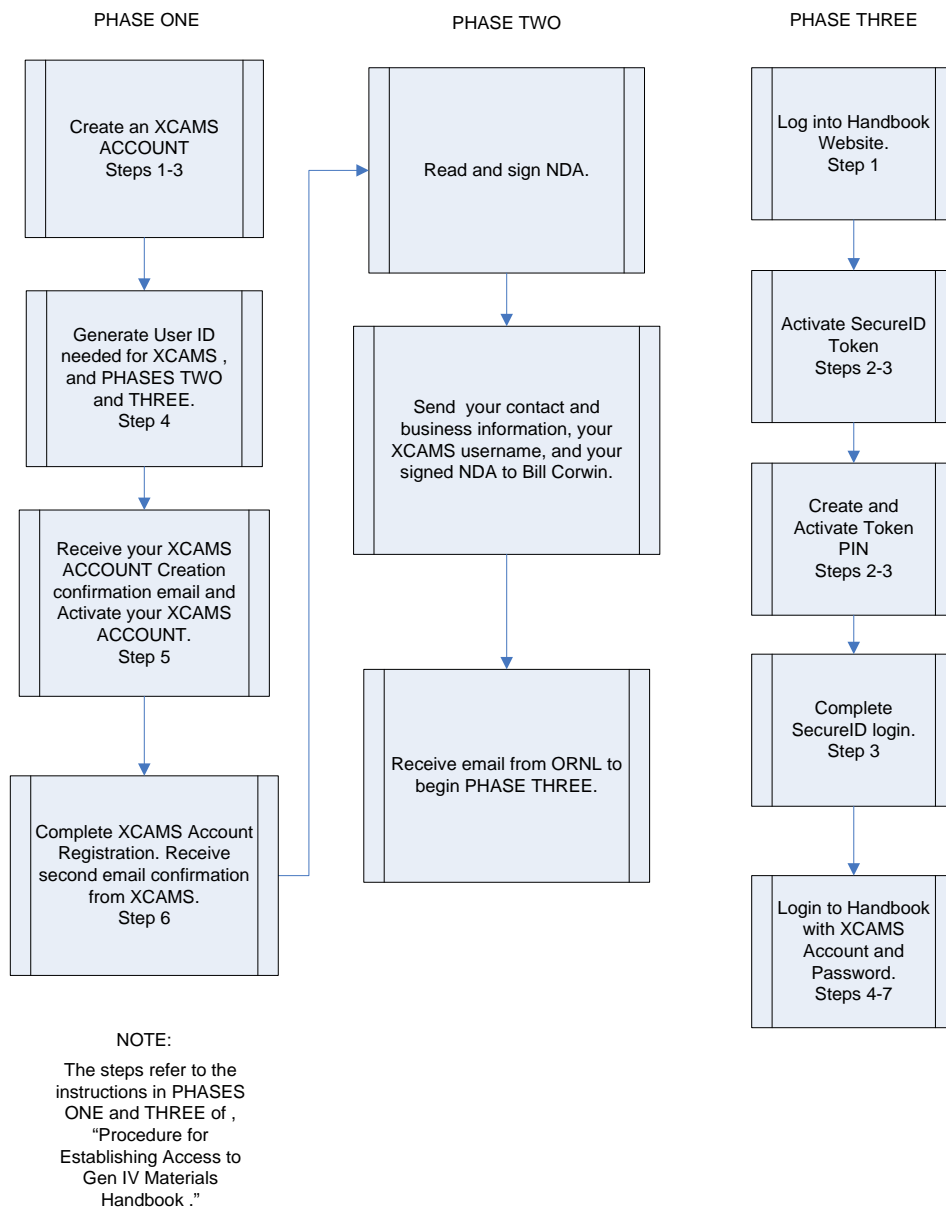 PHASE ONE
Create an XCAMS
ACCOUNT
Steps 1-3
Generate User ID
needed for XCAMS ,
and PHASES TWO
and THREE.
Step 4
Receive your XCAMS
ACCOUNT Creation
confirmation email and
Activate your XCAMS
ACCOUNT.
Step 5
Complete XCAMS Account
Registration. Receive
second email confirmation
from XCAMS.
Step 6
NOTE:
The steps refer to the
instructions in PHASES
ONE and THREE of ,
“Procedure for
Establishing Access to
Gen IV Materials
Handbook .”
PHASE TWO
Read and sign NDA.
Send  your contact and
business information, your
XCAMS username, and your
signed NDA to Bill Corwin.
Receive email from ORNL to
begin PHASE THREE.
PHASE THREE
Log into Handbook
Website.
Step 1
Activate SecureID
Token
Steps 2-3
Create and
Activate Token
PIN
Steps 2-3
Complete
SecureID login.
Step 3
Login to Handbook
with XCAMS
Account and
Password.
Steps 4-7